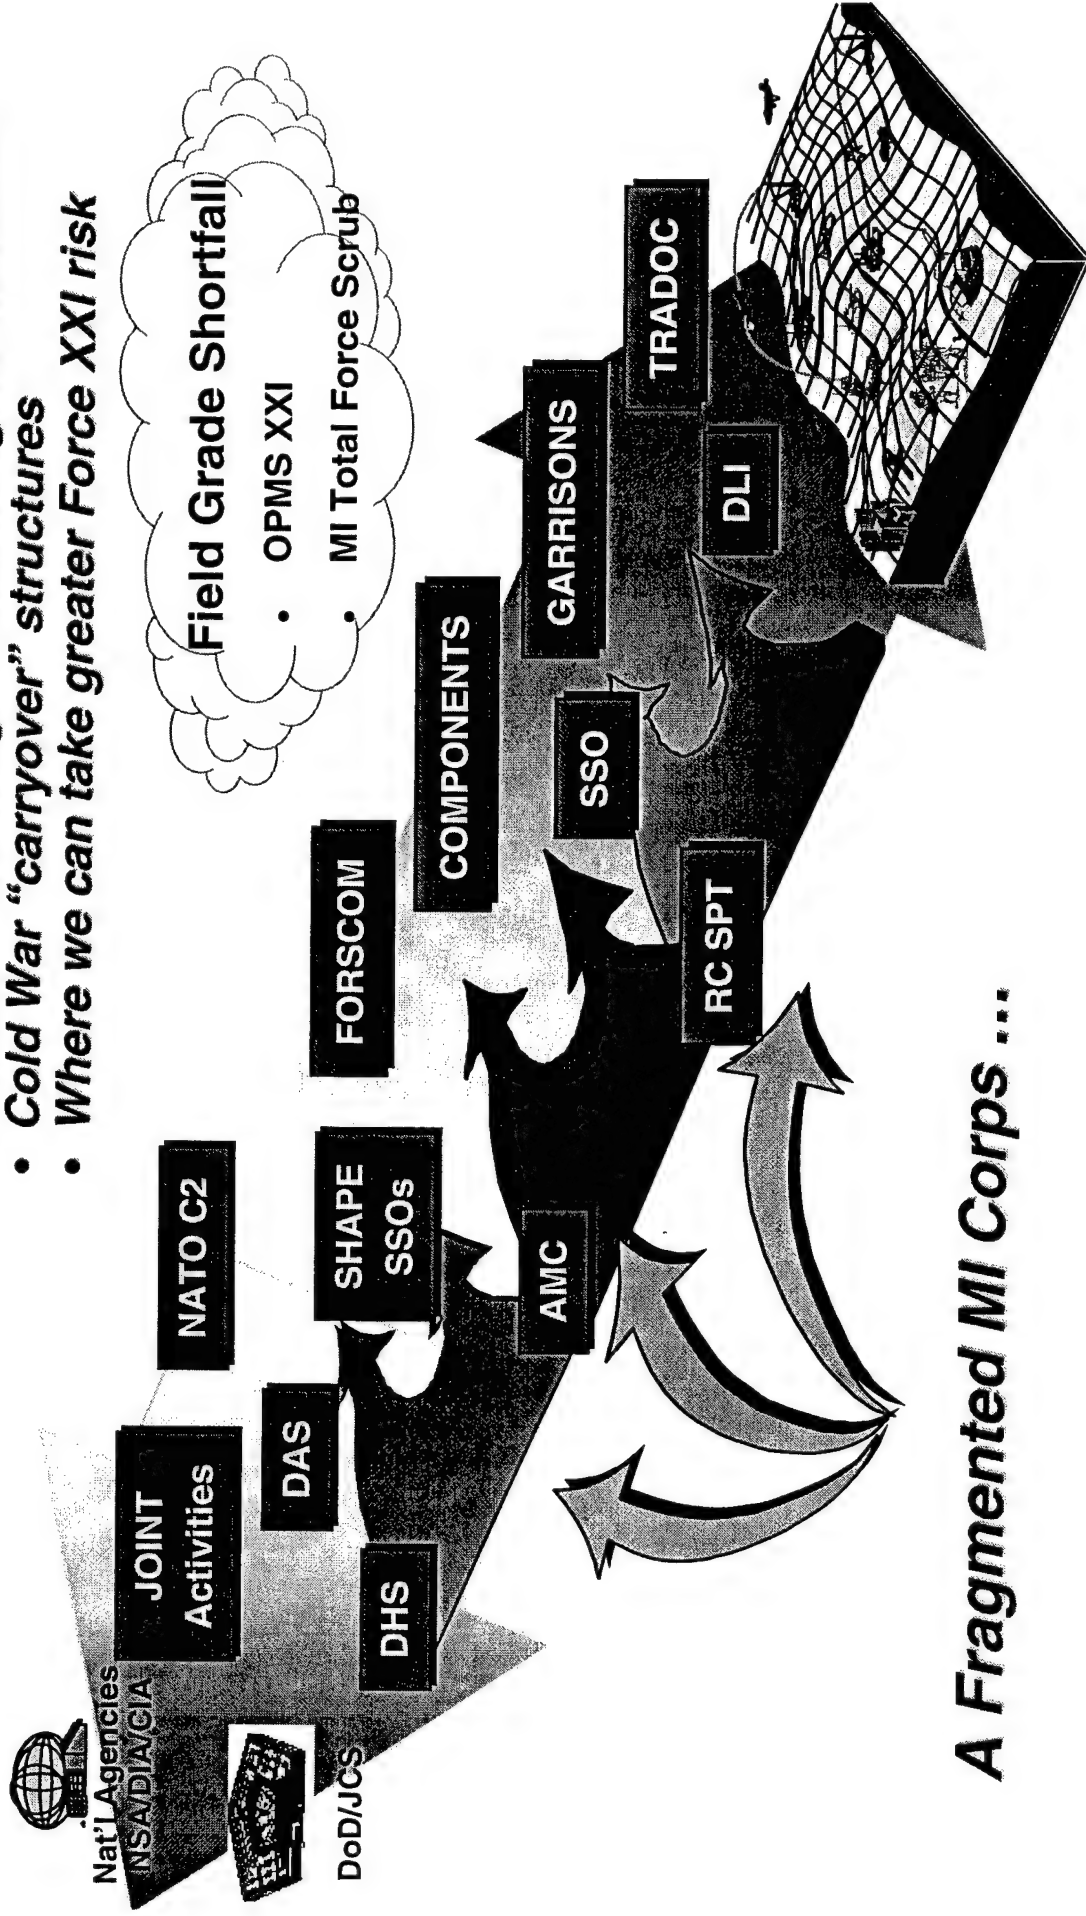 • Cold War “carryover” structures
• Where we can take greater Force XXI risk
Field Grade Shortfall
• OPMS XXI
• MI Total Force Scrub
Nat'l Agencies
NSA/DIA/CIA
DoD/JCS
JOINT
Activities
NATO C2
DAS
DHS
SHAPE
SSOs
FORSCOM
AMC
COMPONENTS
SSO
RC SPT
GARRISONS
TRADOC
DLI
A Fragmented MI Corps ...